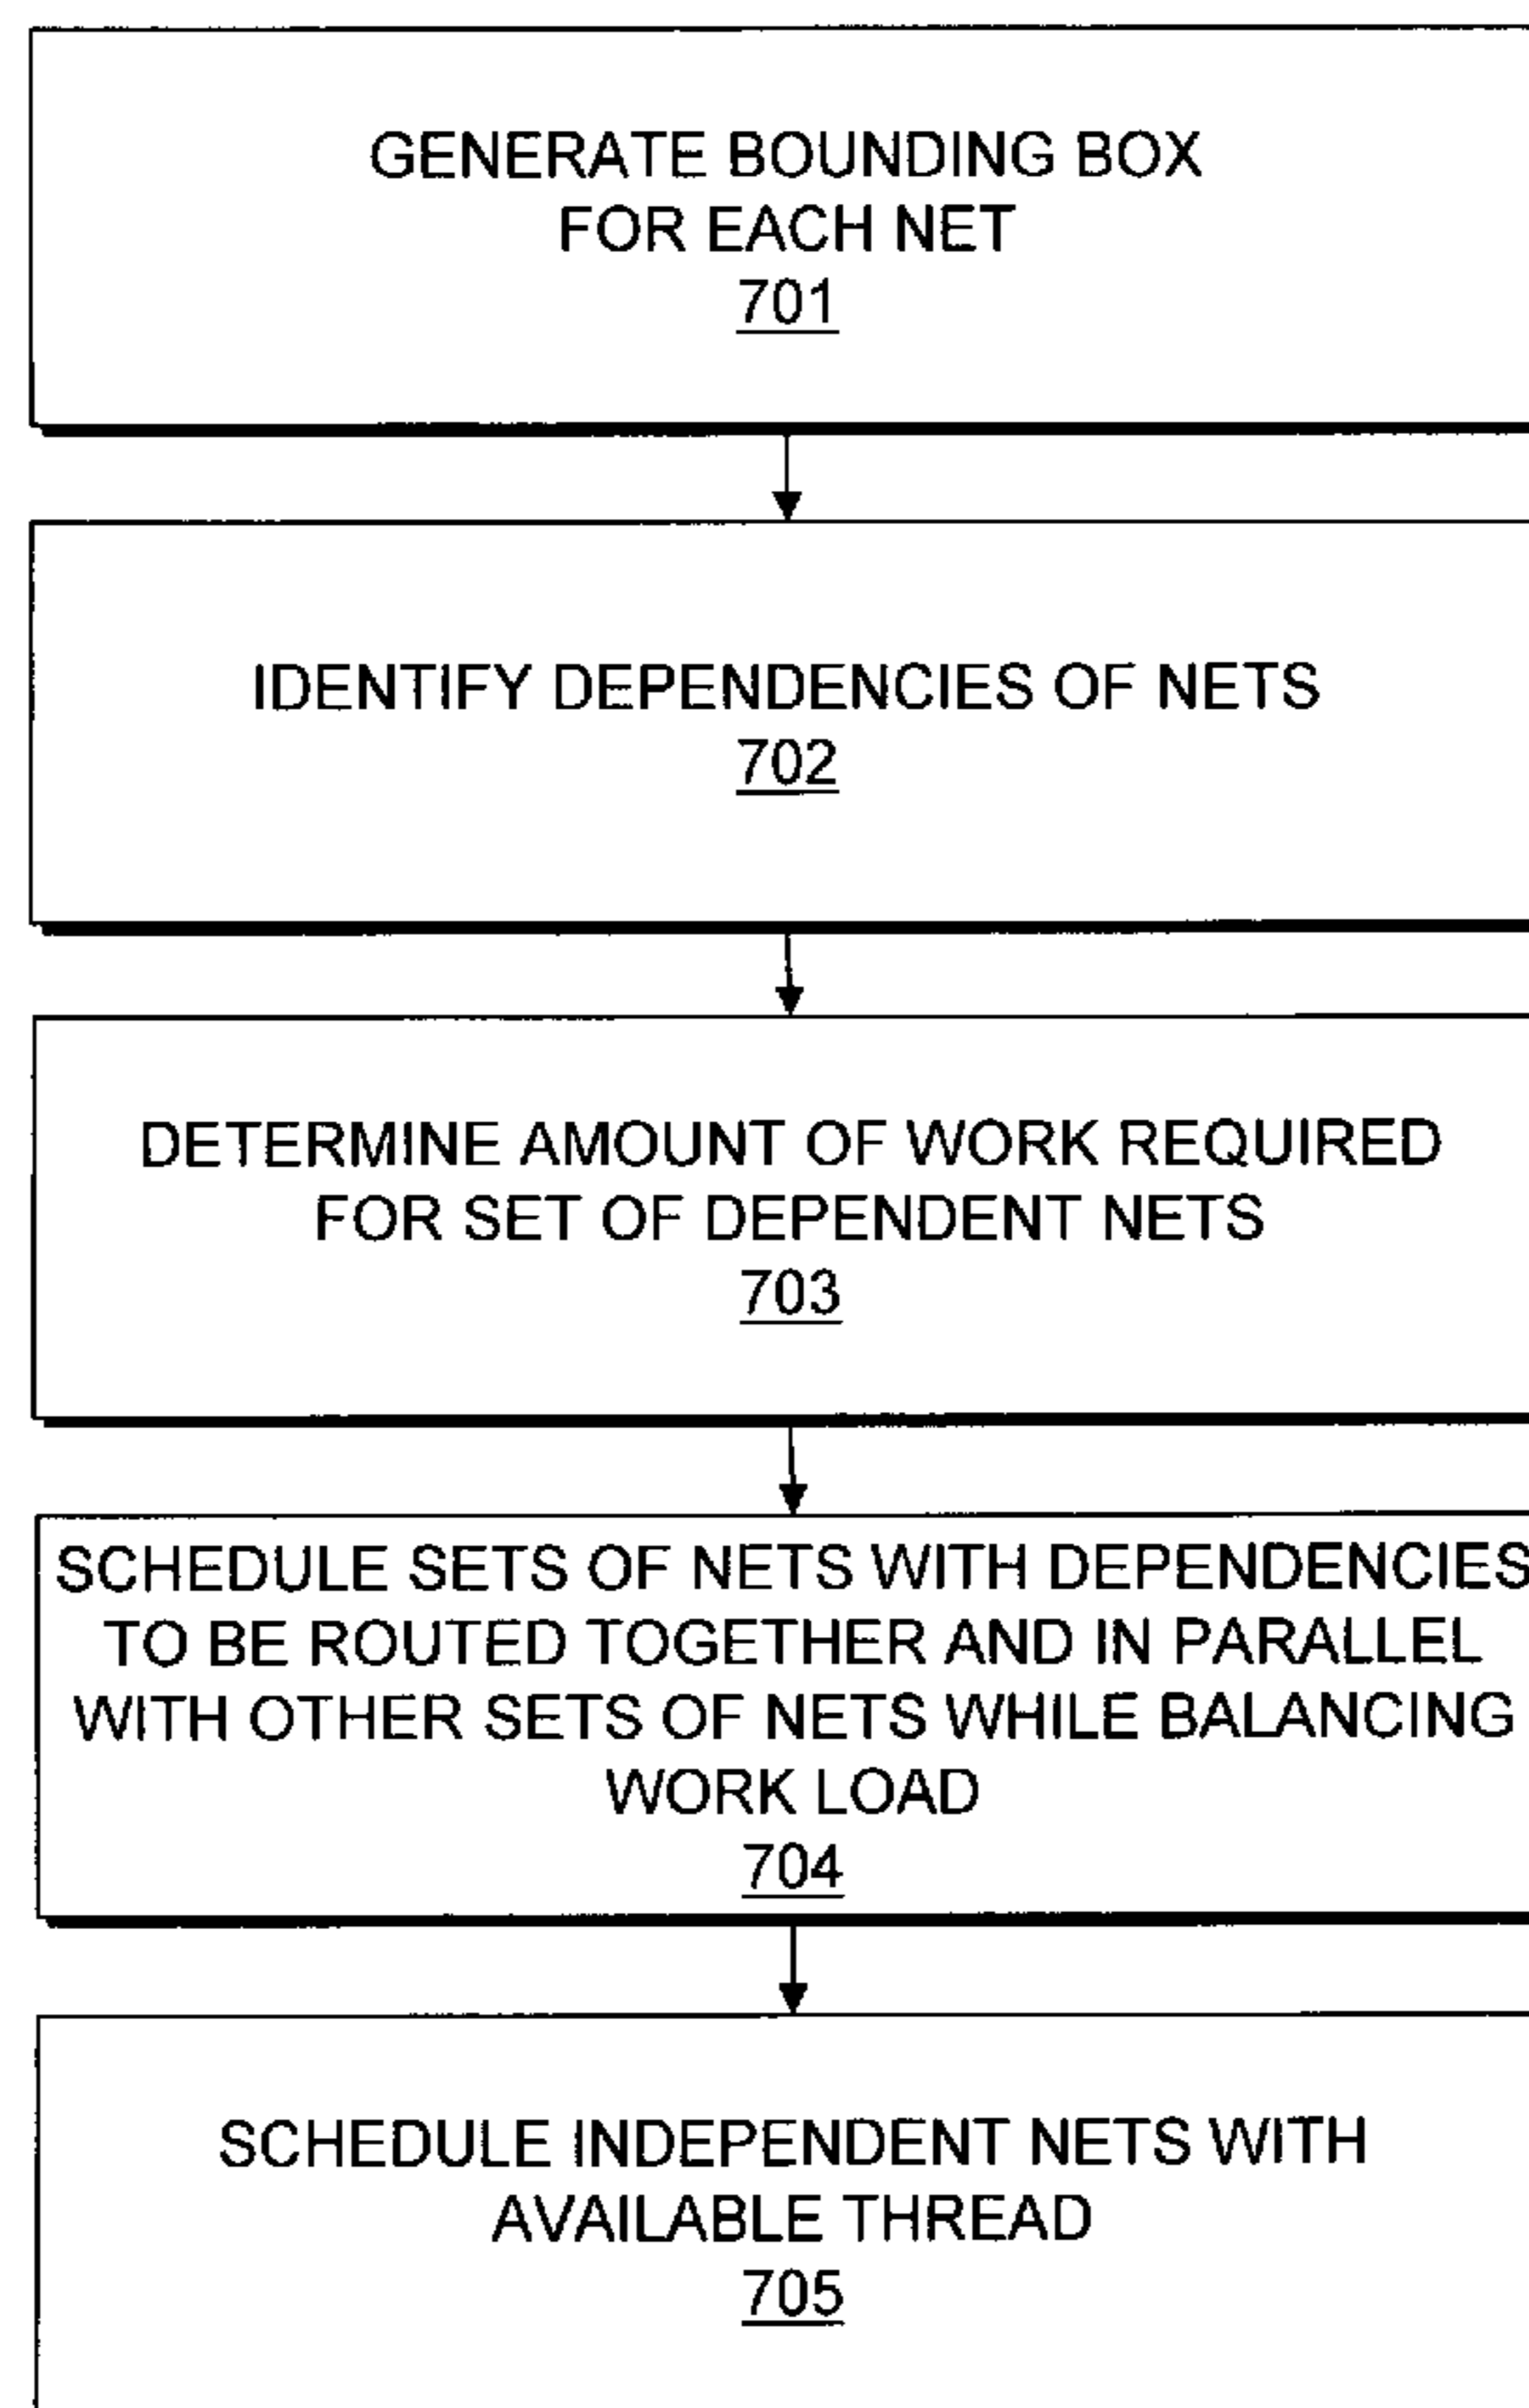 GENERATE BOUNDING BOX
FOR EACH NET
701
IDENTIFY DEPENDENCIES OF NETS
702
DETERMINE AMOUNT OF WORK REQUIRED
FOR SET OF DEPENDENT NETS
703
SCHEDULE SETS OF NETS WITH DEPENDENCIES
TO BE ROUTED TOGETHER AND IN PARALLEL
WITH OTHER SETS OF NETS WHILE BALANCING
WORK LOAD
704
SCHEDULE INDEPENDENT NETS WITH
AVAILABLE THREAD
705